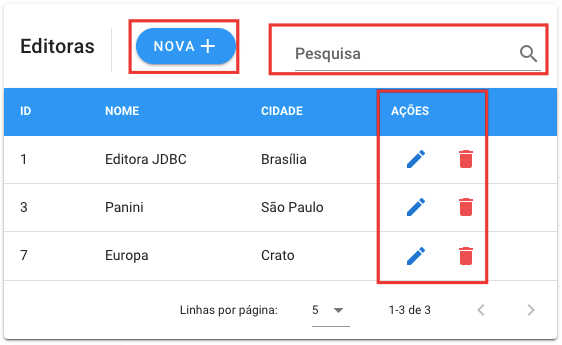 Editoras
NOVA +
Pesquisa
ID NOME CIDADE AÇÕES
1 Editora JDBC Brasília
3 Panini São Paulo
7 Europa Crato
Linhas por página: 5 1-3 de 3